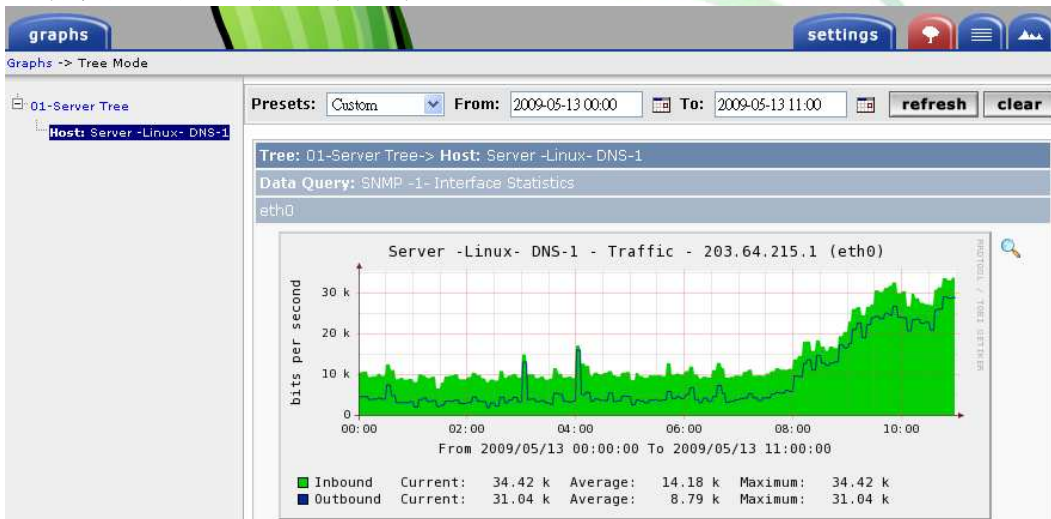 graphs
settings
Graphs -> Tree Mode
01-Server Tree
Host: Server -Linux- DNS-1
Presets: Custom From: 2009-05-13 00:00 To: 2009-05-13 11:00 refresh clear
Tree: 01-Server Tree-> Host: Server -Linux- DNS-1
Data Query: SNMP -1- Interface Statistics
eth0
Server -Linux- DNS-1 - Traffic - 203.64.215.1 (eth0)
RRDTOOL / TOBI OETIKER
bits per second
30 k
20 k
10 k
0
00:00 02:00 04:00 06:00 08:00 10:00
From 2009/05/13 00:00:00 To 2009/05/13 11:00:00
Inbound Current: 34.42 k Average: 14.18 k Maximum: 34.42 k
Outbound Current: 31.04 k Average: 8.79 k Maximum: 31.04 k